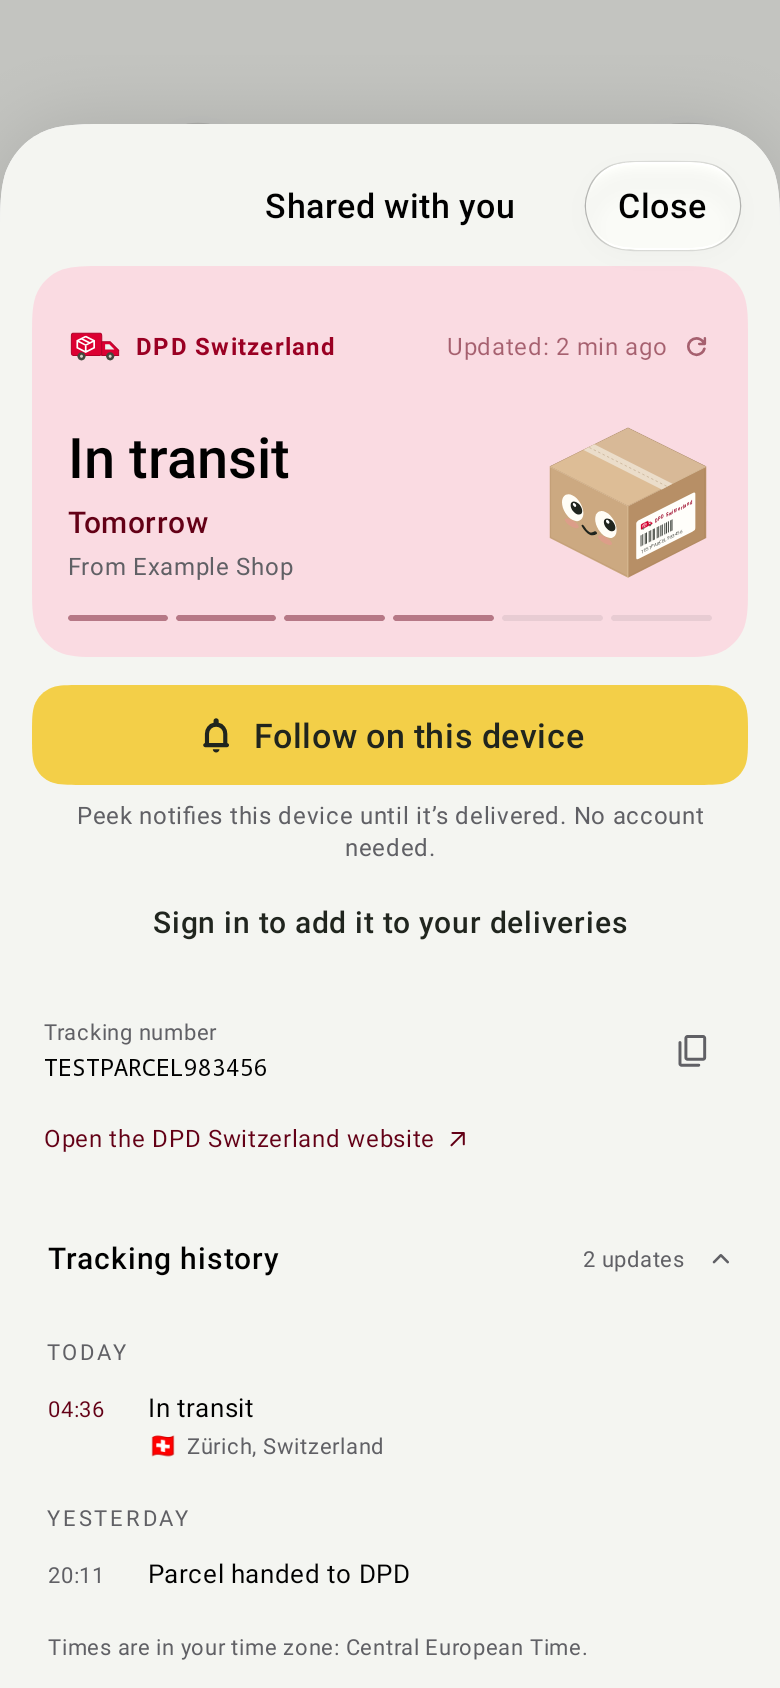 Shared with you
Close
DPD Switzerland
Updated: 2 min ago
In transit
Tomorrow
From Example Shop
DPD Switzerland
Follow on this device
Peek notifies this device until it’s delivered. No account
needed.
Sign in to add it to your deliveries
Tracking number
TESTPARCEL983456
Open the DPD Switzerland website
Tracking history
2 updates
TODAY
04:36
In transit
Zürich, Switzerland
YESTERDAY
20:11
Parcel handed to DPD
Times are in your time zone: Central European Time.